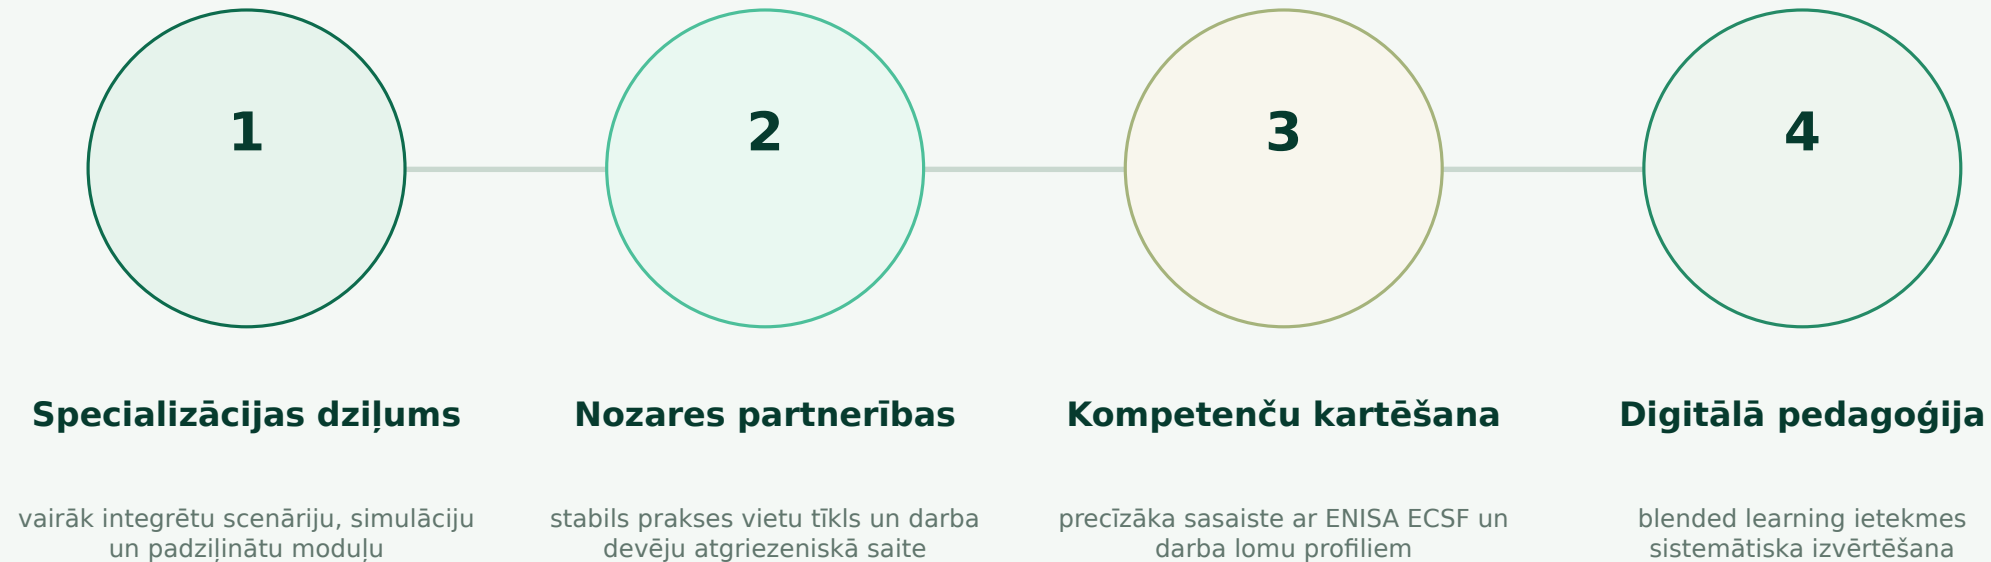 1
2
3
4
Specializācijas dziļums
Nozares partnerības
Kompetenču kartēšana
Digitālā pedagoģija
vairāk integrētu scenāriju, simulāciju
un padziļinātu moduļu
stabils prakses vietu tīkls un darba
devēju atgriezeniskā saite
precīzāka sasaiste ar ENISA ECSF un
darba lomu profiliem
blended learning ietekmes
sistemātiska izvērtēšana